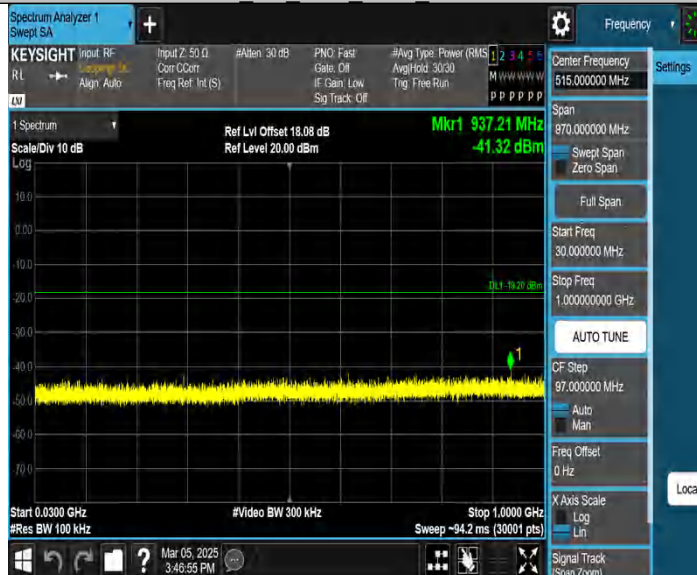 Spectrum Analyzer 1
Swept SA
+
Frequency
KEYSIGHT
RL
Input: RF
Align: Auto
Input Z: 50 Ω
Corr CCorr
Freq Ref: Int (S)
#Atten: 30 dB
PNO: Fast
Gate: Off
IF Gain: Low
Sig Track: Off
#Avg Type: Power (RMS
Avg|Hold: 30/30
Trig: Free Run
1 2 3 4 5 6
M W W W W W
P P P P P P
LXI
1 Spectrum
Scale/Div 10 dB
Log
Ref Lvl Offset 18.08 dB
Ref Level 20.00 dBm
Mkr1 937.21 MHz
-41.32 dBm
10.0
0.00
-10.0
-20.0
-30.0
-40.0
-50.0
-60.0
-70.0
DL1 -19.20 dBm
1
Start 0.0300 GHz
#Res BW 100 kHz
#Video BW 300 kHz
Stop 1.0000 GHz
Sweep ~94.2 ms (30001 pts)
Center Frequency
515.000000 MHz
Settings
Span
970.000000 MHz
Swept Span
Zero Span
Full Span
Start Freq
30.000000 MHz
Stop Freq
1.000000000 GHz
AUTO TUNE
CF Step
97.000000 MHz
Auto
Man
Freq Offset
0 Hz
X Axis Scale
Log
Lin
Loca
Signal Track
(Span Zoom)
?
Mar 05, 2025
3:46:55 PM